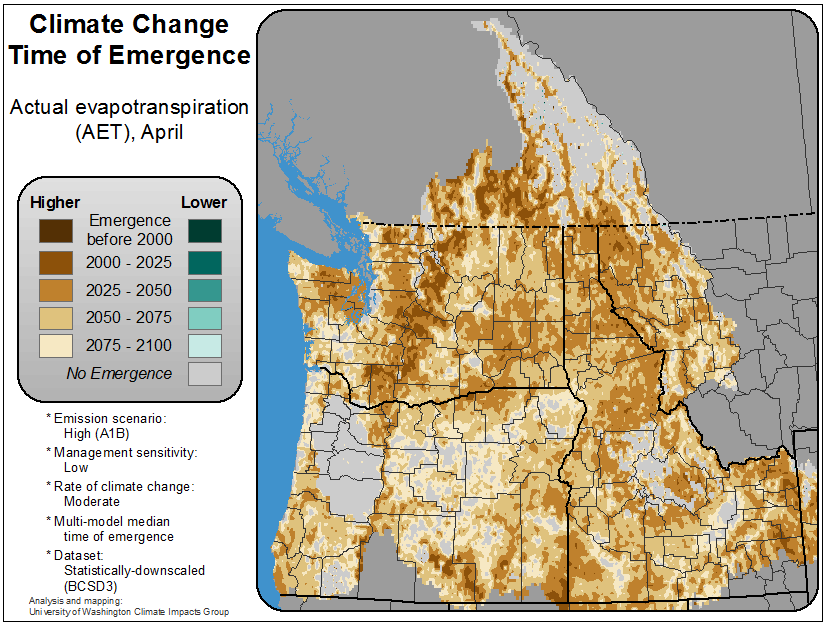 Climate Change
Time of Emergence
Actual evapotranspiration
(AET), April
Higher Lower
Emergence
before 2000
2000 - 2025
2025 - 2050
2050 - 2075
2075 - 2100
No Emergence
* Emission scenario:
High (A1B)
* Management sensitivity:
Low
* Rate of climate change:
Moderate
* Multi-model median
time of emergence
* Dataset:
Statistically-downscaled
(BCSD3)
Analysis and mapping:
University of Washington Climate Impacts Group